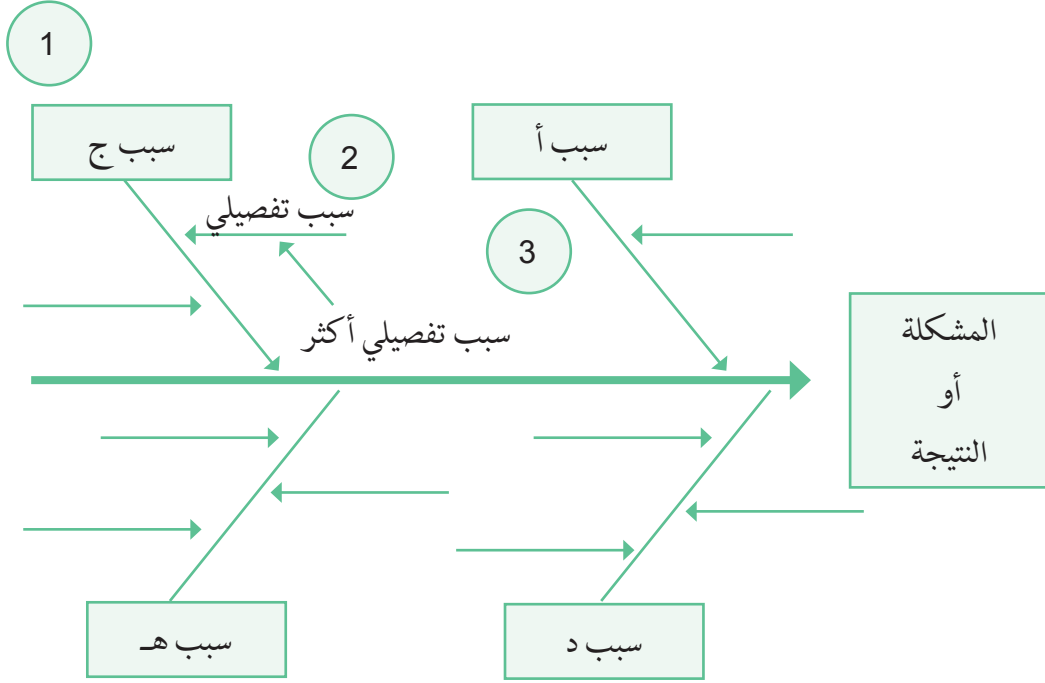 1
سبب أ
سبب ج
2
سبب تفصيلي
3
سبب تفصيلي أكثر
المشكلة
أو
النتيجة
سبب د
سبب هـ